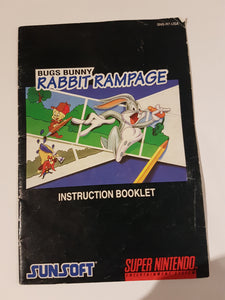 SNS-R7-USA
BUGS BUNNY
RABBIT RAMPAGE
INSTRUCTION BOOKLET
SUNSOFT
SUPER NINTENDO
ENTERTAINMENT SYSTEM